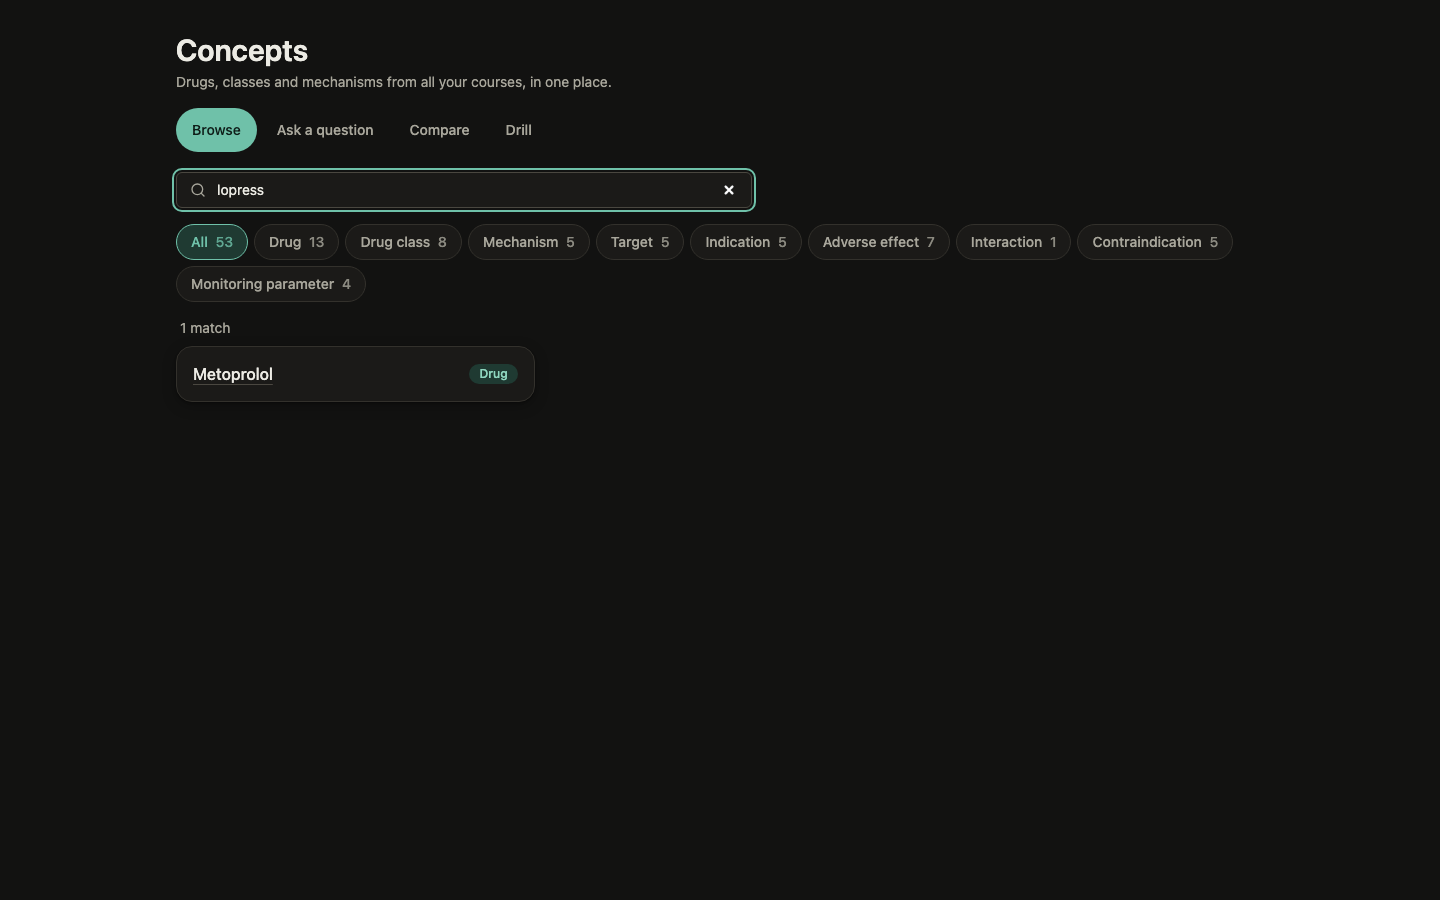 Concepts
Drugs, classes and mechanisms from all your courses, in one place.
Browse Ask a question Compare Drill
lopress
All 53 Drug 13 Drug class 8 Mechanism 5 Target 5 Indication 5 Adverse effect 7 Interaction 1 Contraindication 5
Monitoring parameter 4
1 match
Metoprolol Drug